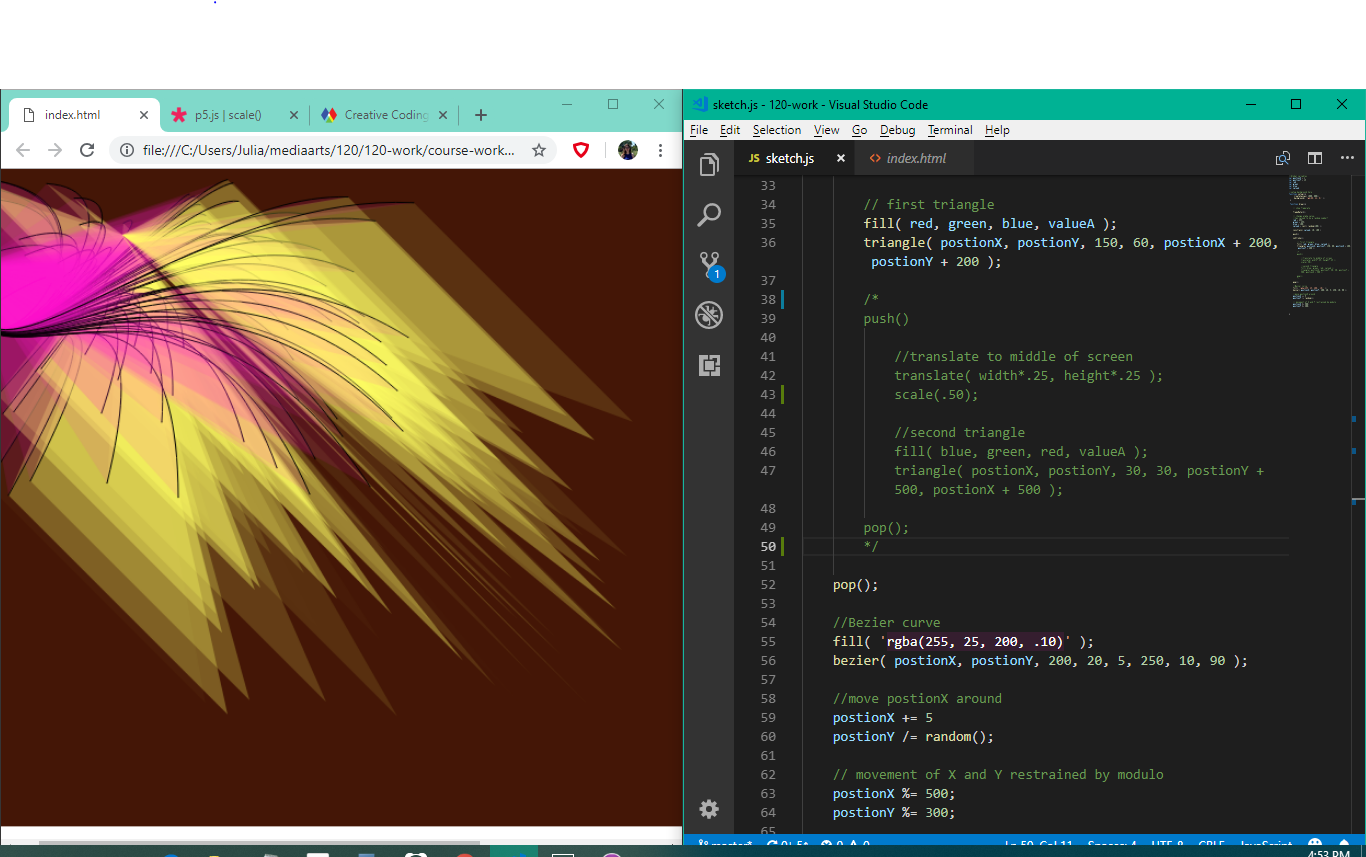 index.html
p5.js | scale()
Creative Coding
file:///C:/Users/Julia/mediaarts/120/120-work/course-work...
sketch.js - 120-work - Visual Studio Code
File Edit Selection View Go Debug Terminal Help
JS sketch.js
<> index.html
1
33
34 // first triangle
35 fill( red, green, blue, valueA );
36 triangle( postionX, postionY, 150, 60, postionX + 200,
postionY + 200 );
37
38 /*
39 push()
40
41 //translate to middle of screen
42 translate( width*.25, height*.25 );
43 scale(.50);
44
45 //second triangle
46 fill( blue, green, red, valueA );
47 triangle( postionX, postionY, 30, 30, postionY +
500, postionX + 500 );
48
49 pop();
50 */
51
52 pop();
53
54 //Bezier curve
55 fill( 'rgba(255, 25, 200, .10)' );
56 bezier( postionX, postionY, 200, 20, 5, 250, 10, 90 );
57
58 //move postionX around
59 postionX += 5
60 postionY /= random();
61
62 // movement of X and Y restrained by modulo
63 postionX %= 500;
64 postionY %= 300;
65
4:53 PM